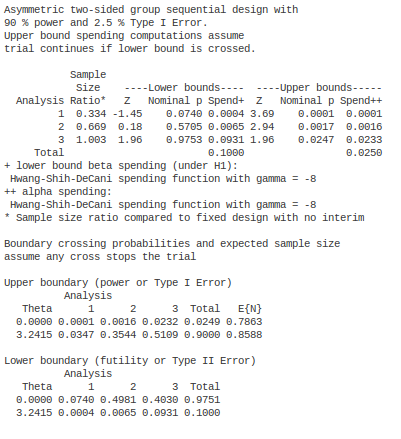 Asymmetric two-sided group sequential design with
90 % power and 2.5 % Type I Error.
Upper bound spending computations assume
trial continues if lower bound is crossed.
Sample
Size ----Lower bounds---- ----Upper bounds-----
Analysis Ratio* Z Nominal p Spend+ Z Nominal p Spend++
1 0.334 -1.45 0.0740 0.0004 3.69 0.0001 0.0001
2 0.669 0.18 0.5705 0.0065 2.94 0.0017 0.0016
3 1.003 1.96 0.9753 0.0931 1.96 0.0247 0.0233
Total 0.1000 0.0250
+ lower bound beta spending (under H1):
Hwang-Shih-DeCani spending function with gamma = -8
++ alpha spending:
Hwang-Shih-DeCani spending function with gamma = -8
* Sample size ratio compared to fixed design with no interim
Boundary crossing probabilities and expected sample size
assume any cross stops the trial
Upper boundary (power or Type I Error)
Analysis
Theta 1 2 3 Total E{N}
0.0000 0.0001 0.0016 0.0232 0.0249 0.7863
3.2415 0.0347 0.3544 0.5109 0.9000 0.8588
Lower boundary (futility or Type II Error)
Analysis
Theta 1 2 3 Total
0.0000 0.0740 0.4981 0.4030 0.9751
3.2415 0.0004 0.0065 0.0931 0.1000